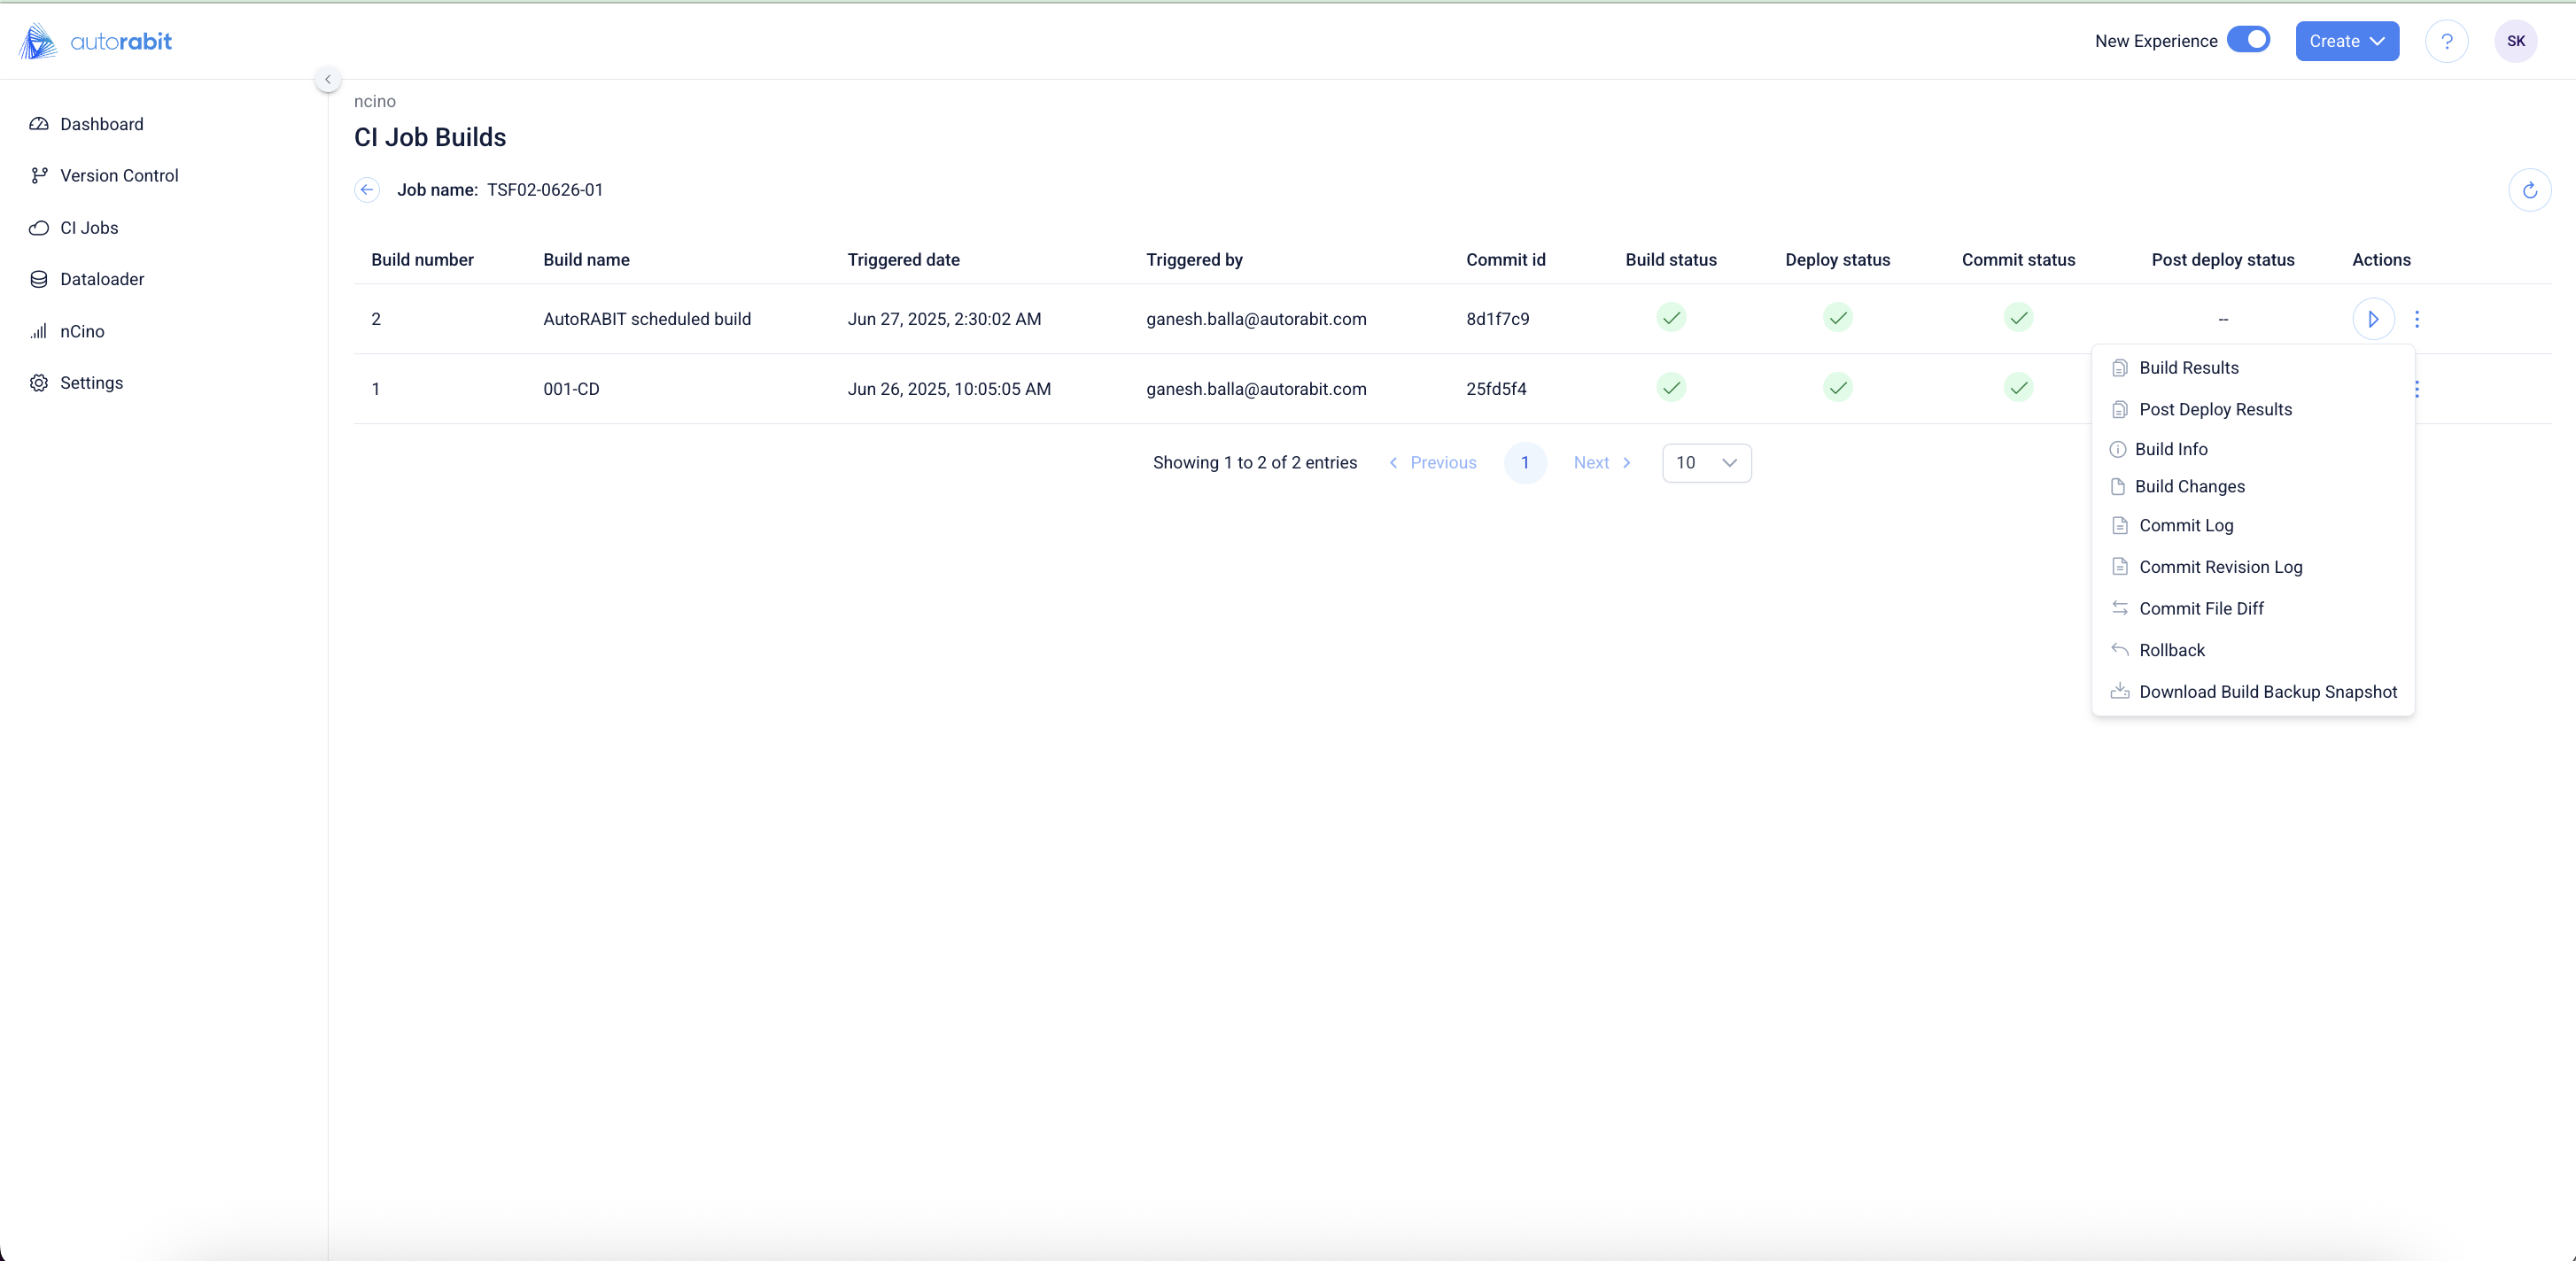 autorabit
New Experience
Create
?
SK
Dashboard
Version Control
CI Jobs
Dataloader
nCino
Settings
ncino
CI Job Builds
Job name: TSF02-0626-01
Build number Build name Triggered date Triggered by Commit id Build status Deploy status Commit status Post deploy status Actions
2 AutoRABIT scheduled build Jun 27, 2025, 2:30:02 AM ganesh.balla@autorabit.com 8d1f7c9 --
1 001-CD Jun 26, 2025, 10:05:05 AM ganesh.balla@autorabit.com 25fd5f4
Showing 1 to 2 of 2 entries Previous 1 Next 10
Build Results
Post Deploy Results
Build Info
Build Changes
Commit Log
Commit Revision Log
Commit File Diff
Rollback
Download Build Backup Snapshot